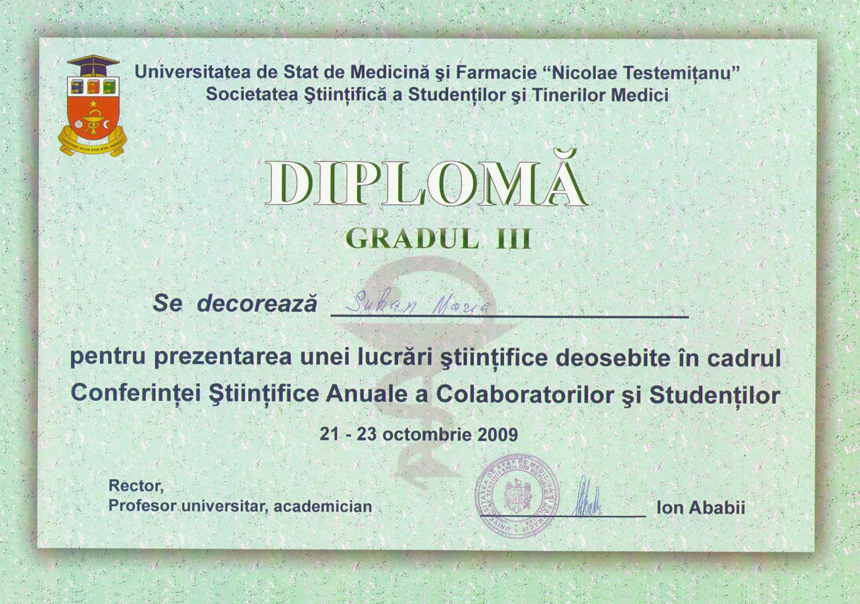 Universitatea de Stat de Medicină şi Farmacie “Nicolae Testemiţanu”
Societatea Ştiinţifică a Studenţilor şi Tinerilor Medici
DIPLOMĂ
GRADUL III
Se decorează Suhan Maria
pentru prezentarea unei lucrări ştiinţifice deosebite în cadrul
Conferinţei Ştiinţifice Anuale a Colaboratorilor şi Studenţilor
21 - 23 octombrie 2009
Rector,
Profesor universitar, academician
Ion Ababii